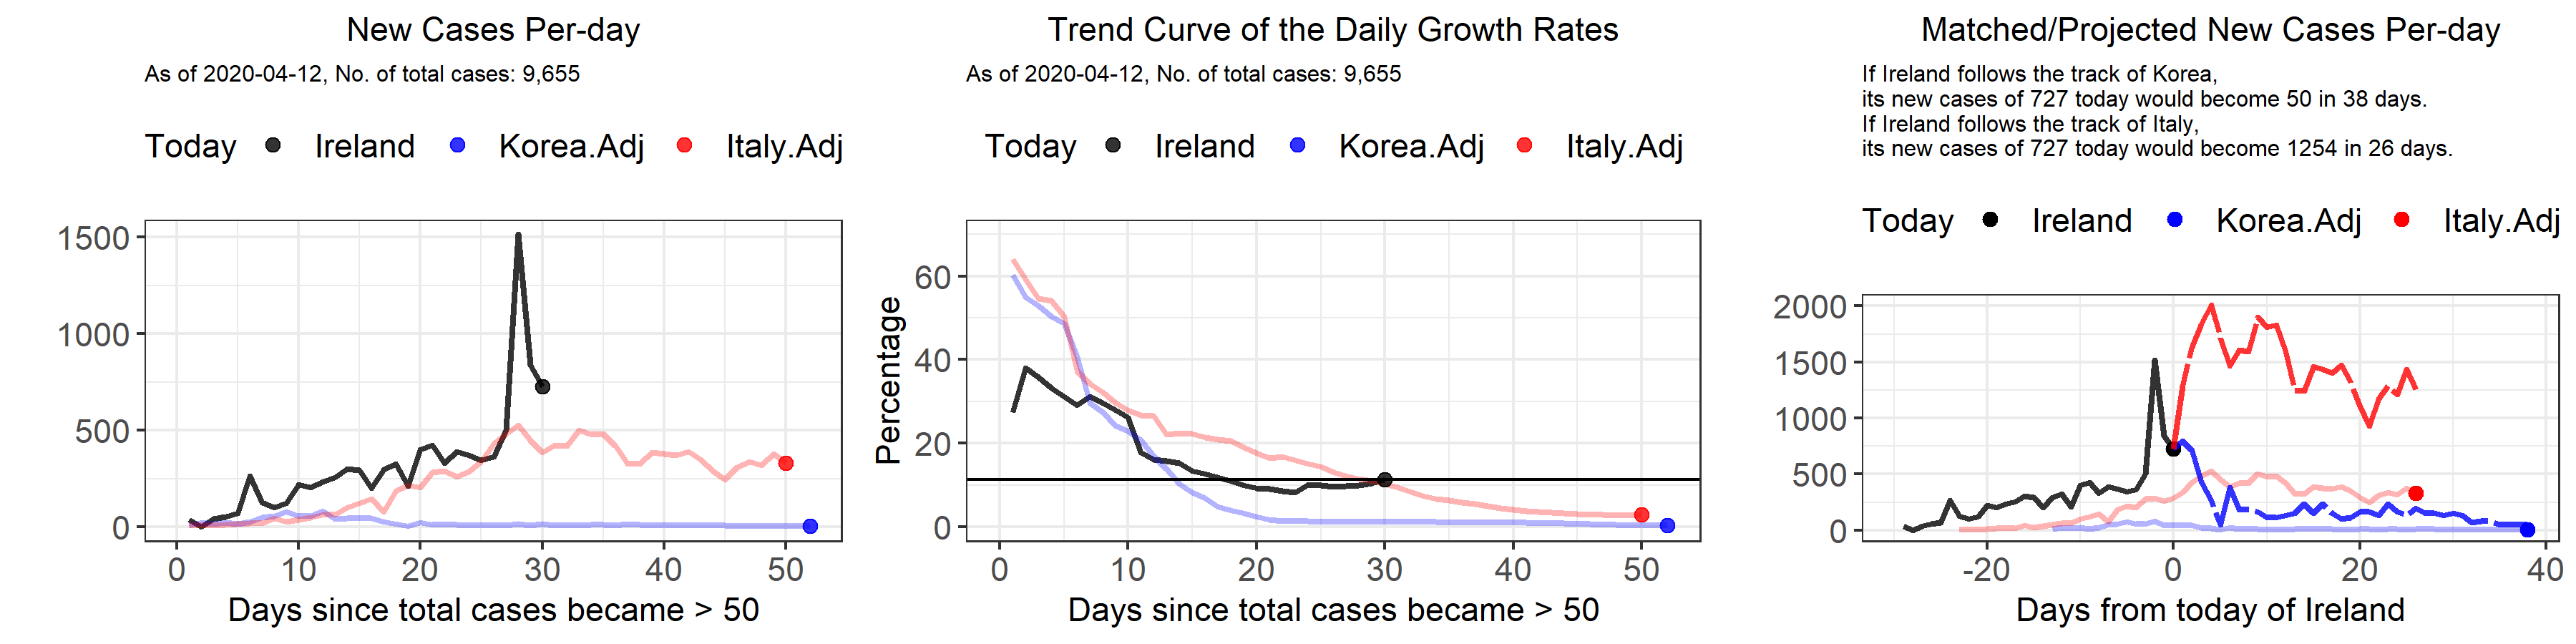 New Cases Per-day
As of 2020-04-12, No. of total cases: 9,655
Today Ireland Korea.Adj Italy.Adj
1500
1000
500
0
0 10 20 30 40 50
Days since total cases became > 50
Trend Curve of the Daily Growth Rates
As of 2020-04-12, No. of total cases: 9,655
Today Ireland Korea.Adj Italy.Adj
Percentage
60
40
20
0
0 10 20 30 40 50
Days since total cases became > 50
Matched/Projected New Cases Per-day
If Ireland follows the track of Korea,
its new cases of 727 today would become 50 in 38 days.
If Ireland follows the track of Italy,
its new cases of 727 today would become 1254 in 26 days.
Today Ireland Korea.Adj Italy.Adj
2000
1500
1000
500
0
-20 0 20 40
Days from today of Ireland